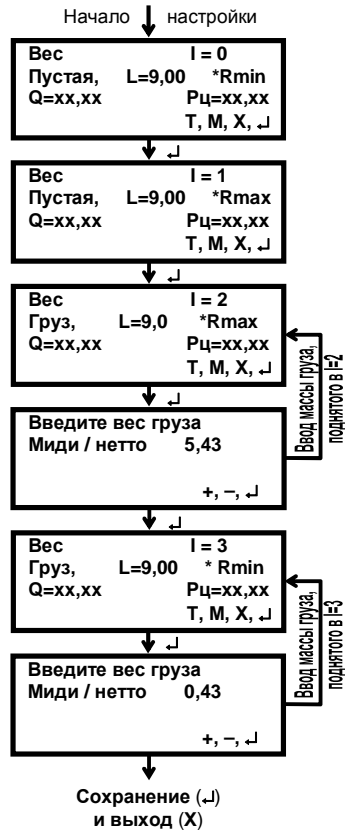 Начало настройки
Вес I = 0
Пустая, L=9,00 *Rmin
Q=xx,xx Рц=xx,xx
Т, М, Х, ↵
↵
Вес I = 1
Пустая, L=9,00 *Rmax
Q=xx,xx Рц=xx,xx
Т, М, Х, ↵
↵
Вес I = 2
Груз, L=9,0 *Rmax
Q=xx,xx Рц=xx,xx
Т, М, Х, ↵
↵
Введите вес груза
Миди / нетто 5,43
+, –, ↵
Ввод массы груза,
поднятого в I=2
↵
Вес I = 3
Груз, L=9,00 * Rmin
Q=xx,xx Рц=xx,xx
Т, М, Х, ↵
↵
Введите вес груза
Миди / нетто 0,43
+, –, ↵
Ввод массы груза,
поднятого в I=3
Сохранение (↵)
и выход (Х)